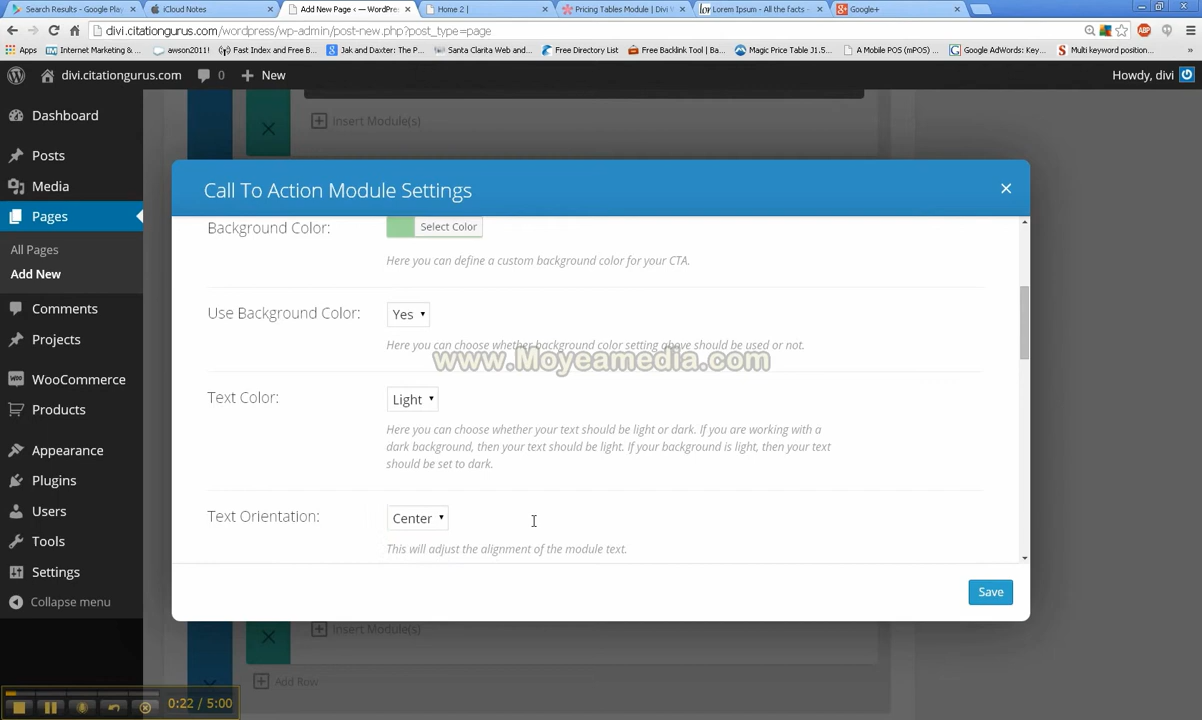 Search Results - Google Play
iCloud Notes
Add New Page < — WordPre
Home 2 |
Pricing Tables Module | Divi W
Lorem Ipsum - All the facts -
Google+
divi.citationgurus.com/wordpress/wp-admin/post-new.php?post_type=page
Apps
Internet Marketing &...
awson2011!
Fast Index and Free B...
Jak and Daxter: The P...
Santa Clarita Web and...
Free Directory List
Free Backlink Tool | Ba...
Magic Price Table J1.5...
A Mobile POS (mPOS) ...
Google AdWords: Key...
Multi keyword position...
divi.citationgurus.com
0
New
Howdy, divi
Dashboard
Posts
Media
Pages
All Pages
Add New
Comments
Projects
WooCommerce
Products
Appearance
Plugins
Users
Tools
Settings
Collapse menu
Insert Module(s)
Call To Action Module Settings
Background Color:
Select Color
Here you can define a custom background color for your CTA.
Use Background Color:
Yes
Here you can choose whether background color setting above should be used or not.
www.Moyeamedia.com
Text Color:
Light
Here you can choose whether your text should be light or dark. If you are working with a
dark background, then your text should be light. If your background is light, then your text
should be set to dark.
Text Orientation:
Center
This will adjust the alignment of the module text.
Save
Insert Module(s)
Add Row
0:22 / 5:00